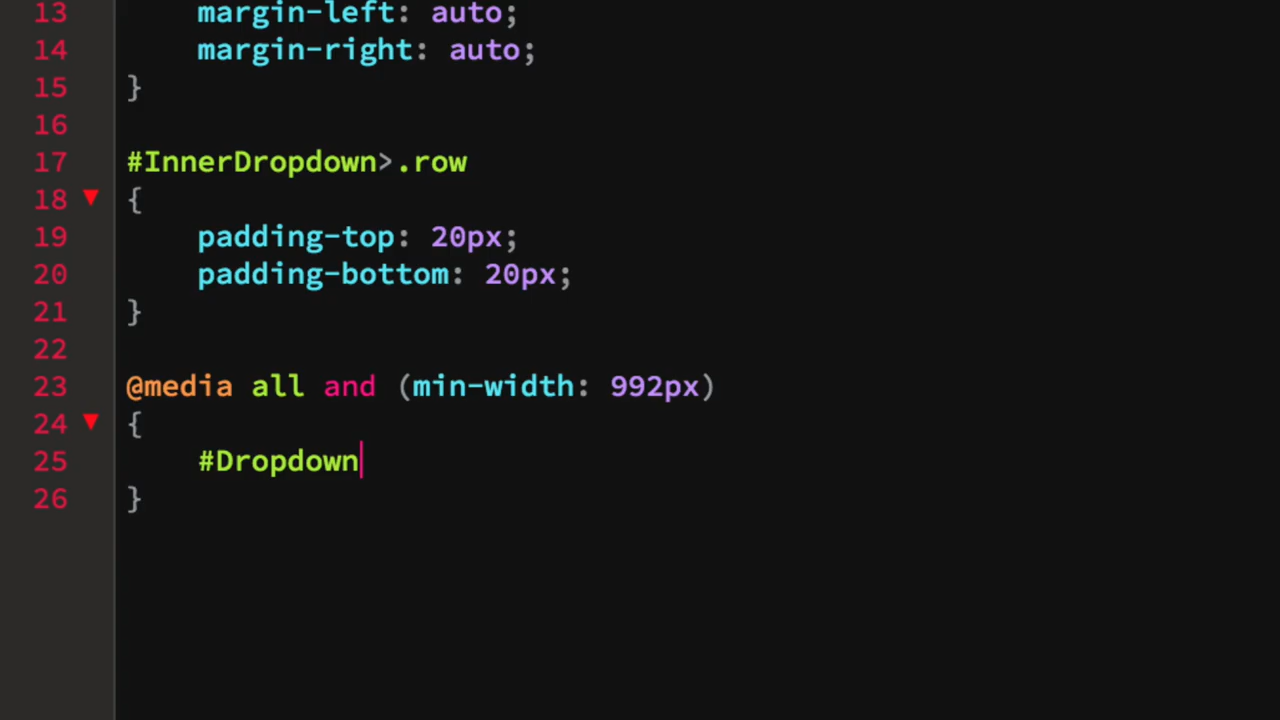 13 margin-left: auto;
14 margin-right: auto;
15 }
16
17 #InnerDropdown>.row
18 {
19 padding-top: 20px;
20 padding-bottom: 20px;
21 }
22
23 @media all and (min-width: 992px)
24 {
25 #Dropdown
26 }